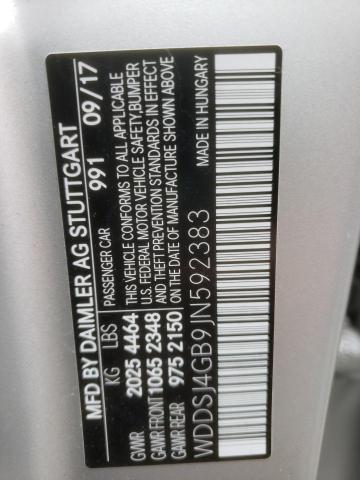 MFD BY DAIMLER AG STUTTGART
991 09/17
PASSENGER CAR
THIS VEHICLE CONFORMS TO ALL APPLICABLE
U.S. FEDERAL MOTOR VEHICLE SAFETY,BUMPER
& THEFT PREVENTION STANDARDS IN EFFECT
ON THE DATE OF MANUFACTURE SHOWN ABOVE
KG LBS
GVWR 2025 4464
GAWR FRONT 1065 2348
GAWR REAR 975 2150
MADE IN HUNGARY
WDDSJ4GB9JN592383